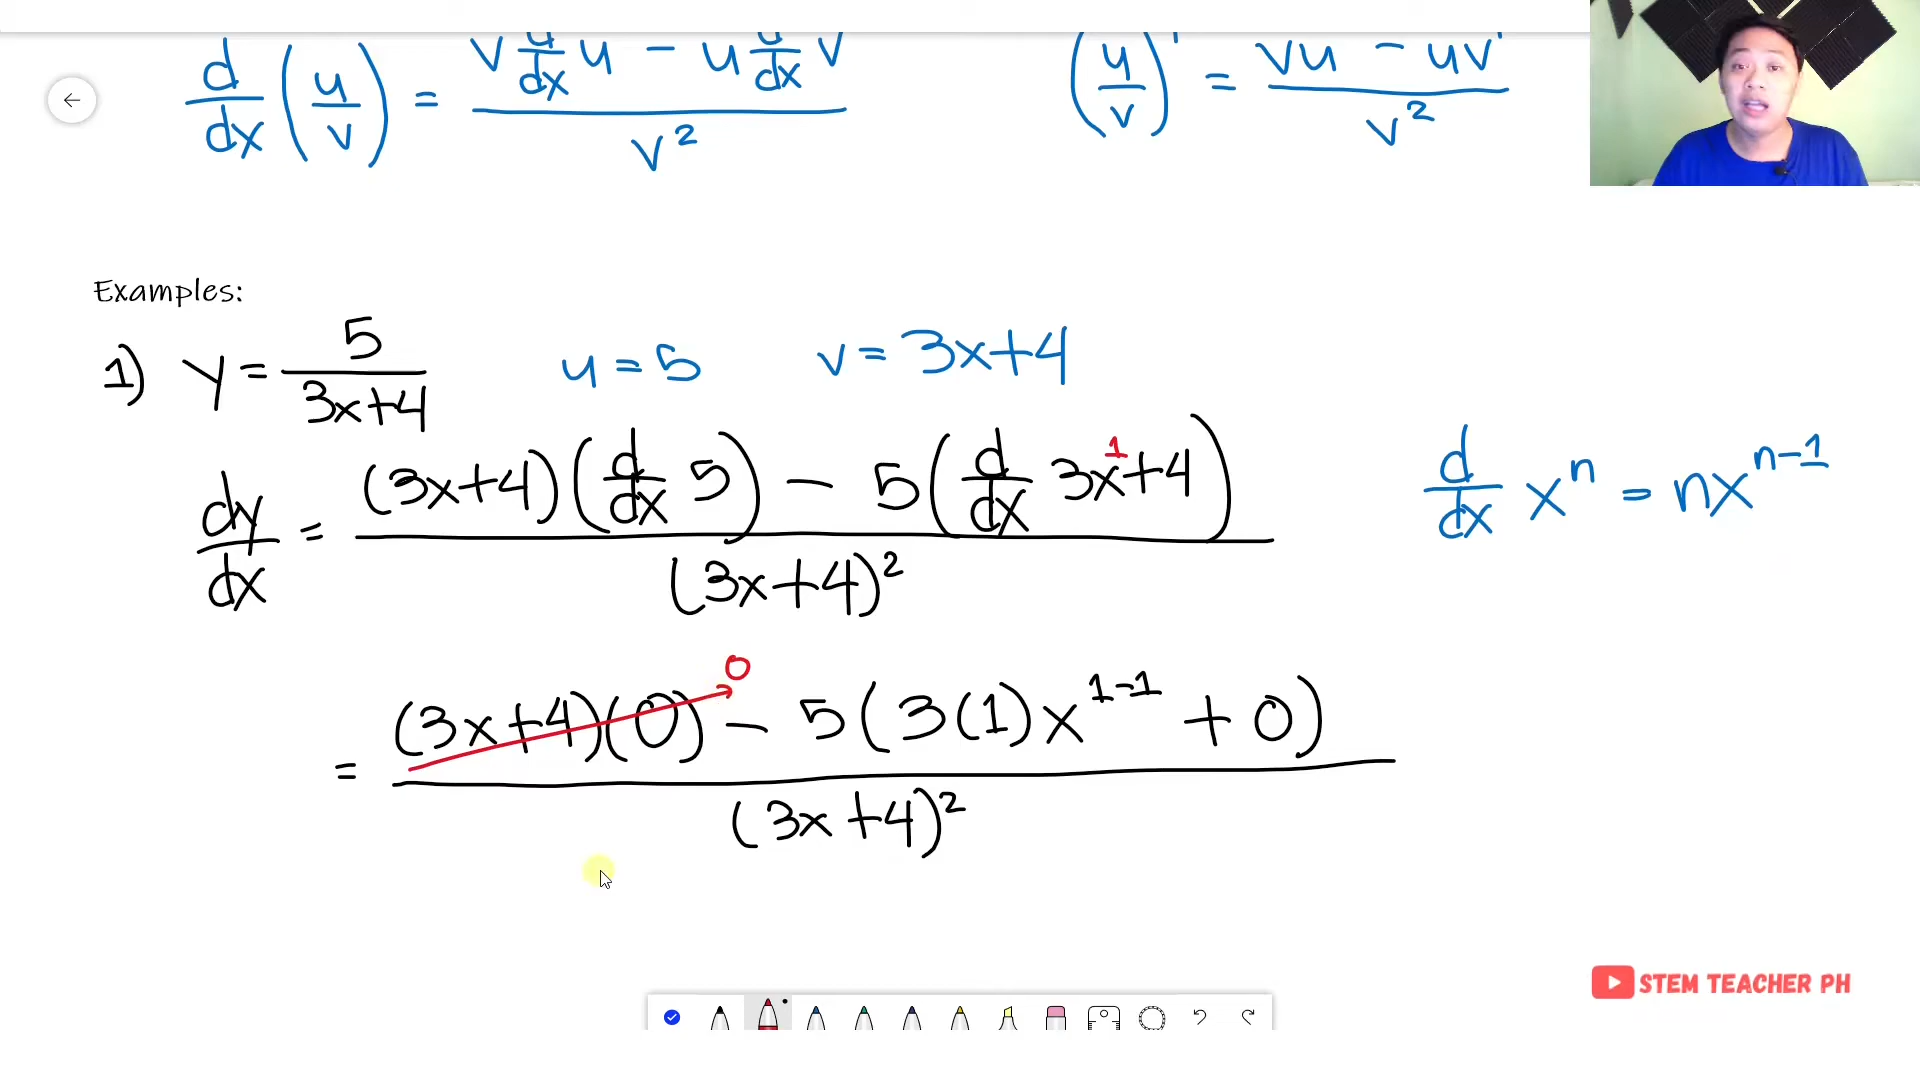 d/dx (u/v) = (v d/dx u − u d/dx v) / v²
(u/v)' = (vu' − uv') / v²
Examples:
1) y = 5 / (3x+4)    u = 5    v = 3x+4
dy/dx = ((3x+4)(d/dx 5) − 5(d/dx 3x¹+4)) / (3x+4)²
d/dx xⁿ = nxⁿ⁻¹
0
= ((3x+4)(0) − 5(3(1)x¹⁻¹ + 0)) / (3x+4)²
STEM TEACHER PH